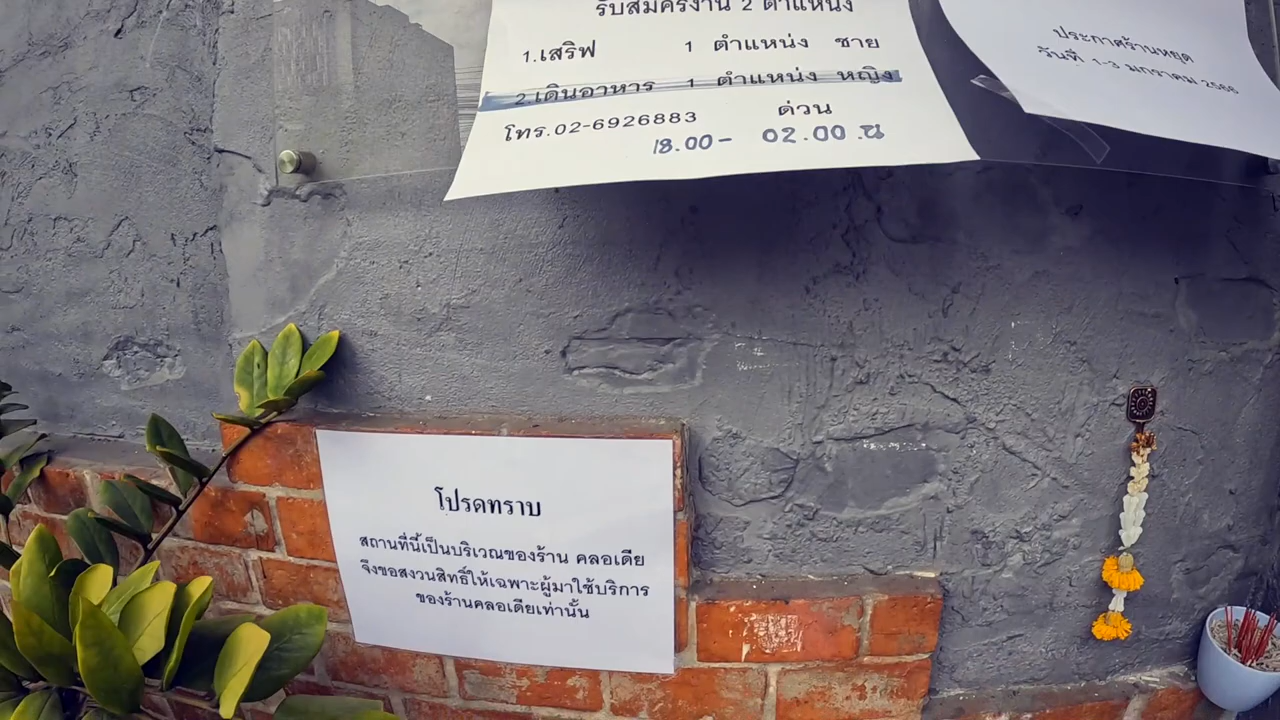 รับสมัครงาน 2 ตำแหน่ง
1.เสริฟ 1 ตำแหน่ง ชาย
2.เดินอาหาร 1 ตำแหน่ง หญิง
โทร.02-6926883 ด่วน
18.00- 02.00 .น
ประกาศร้านหยุด
วันที่ 1-3 มกราคม 2566
โปรดทราบ
สถานที่นี้เป็นบริเวณของร้าน คลอเดีย
จึงขอสงวนสิทธิ์ให้เฉพาะผู้มาใช้บริการ
ของร้านคลอเดียเท่านั้น